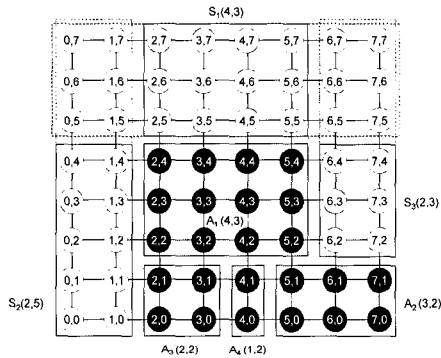 S₁(4,3)
0,7 1,7 2,7 3,7 4,7 5,7 6,7 7,7
0,6 1,6 2,6 3,6 4,6 5,6 6,6 7,6
0,5 1,5 2,5 3,5 4,5 5,5 6,5 7,5
0,4 1,4 2,4 3,4 4,4 5,4 6,4 7,4
0,3 1,3 2,3 3,3 4,3 5,3 6,3 7,3
S₃(2,3)
A₁(4,3)
0,2 1,2 2,2 3,2 4,2 5,2 6,2 7,2
0,1 1,1 2,1 3,1 4,1 5,1 6,1 7,1
S₂(2,5)
A₂(3,2)
0,0 1,0 2,0 3,0 4,0 5,0 6,0 7,0
A₃(2,2) A₄(1,2)